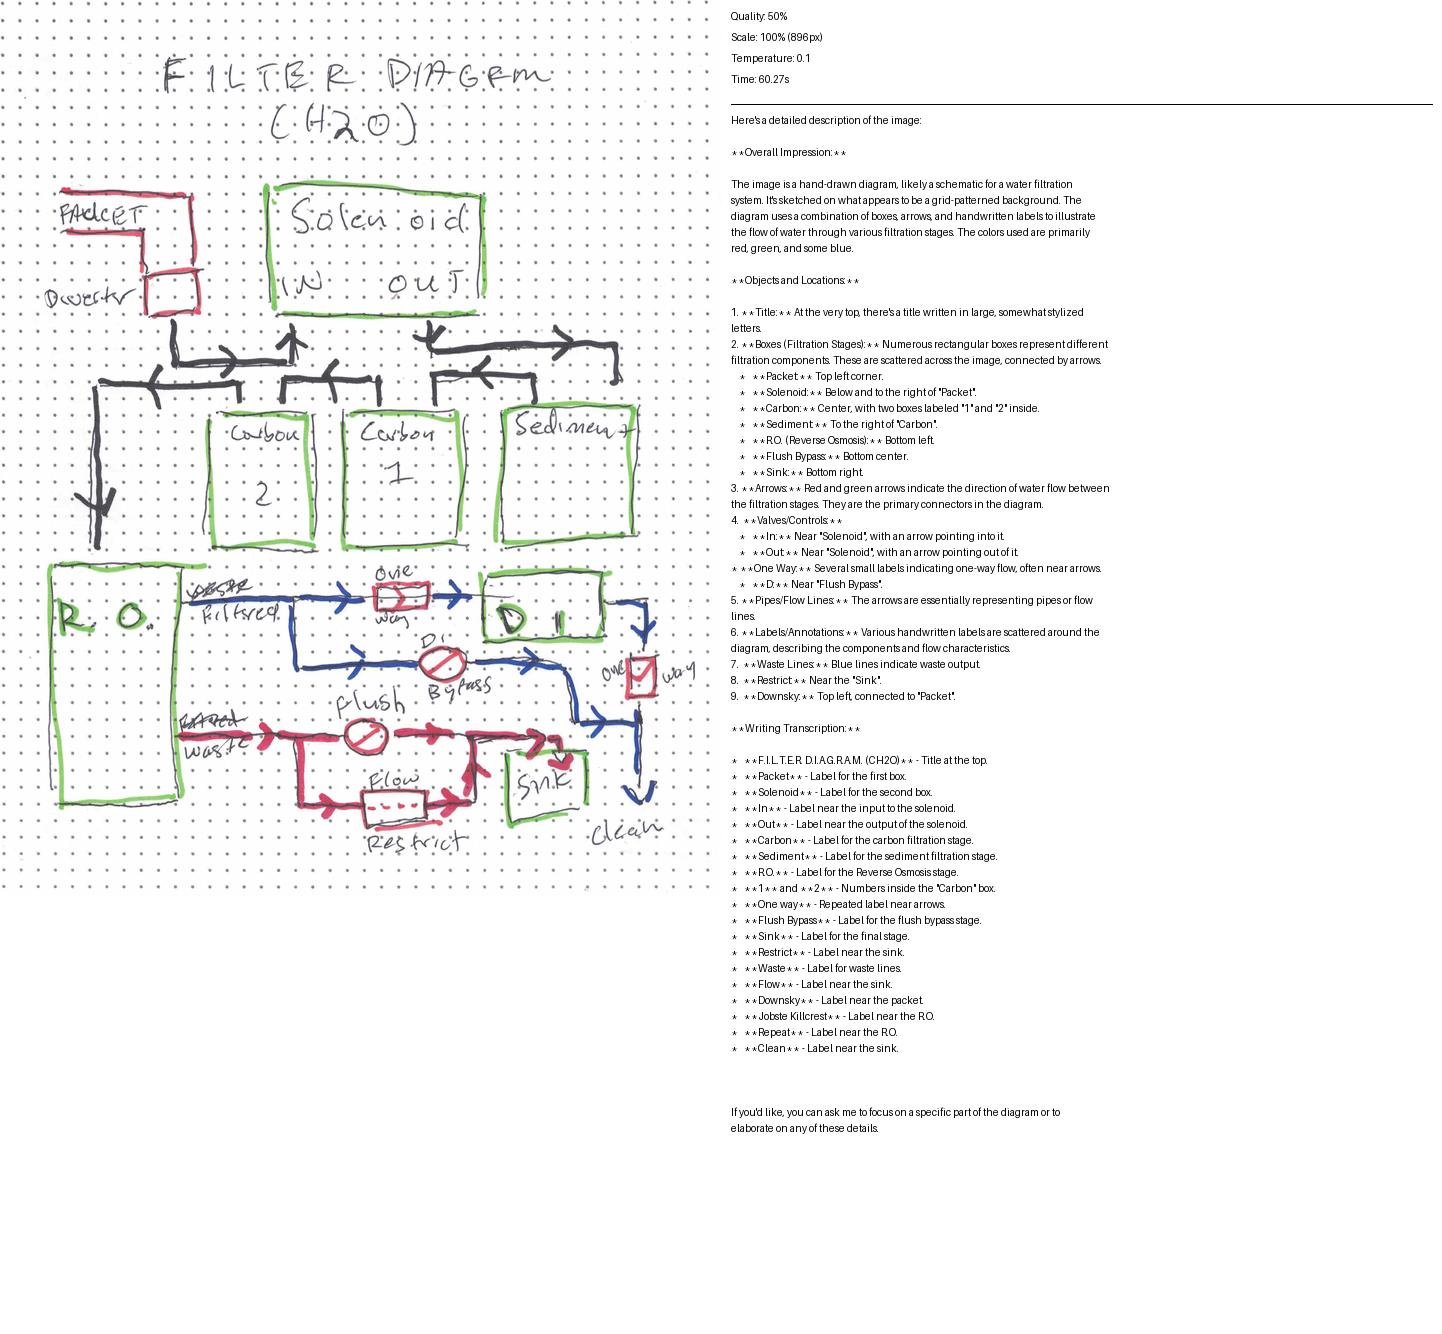 FILTER DIAGRM
(H2O)
FAUCET
Diverter
Solenoid
IN OUT
Carbon
2
Carbon
1
Sediment
R. O.
waste
filtered
one
way
DI
DI
Bypass
one way
Flush
filtered
waste
Flow
Restrict
Sink
Clean
Quality: 50%
Scale: 100% (896px)
Temperature: 0.1
Time: 60.27s
Here's a detailed description of the image:
**Overall Impression:**
The image is a hand-drawn diagram, likely a schematic for a water filtration
system. It's sketched on what appears to be a grid-patterned background. The
diagram uses a combination of boxes, arrows, and handwritten labels to illustrate
the flow of water through various filtration stages. The colors used are primarily
red, green, and some blue.
**Objects and Locations:**
1. **Title:** At the very top, there's a title written in large, somewhat stylized
letters.
2. **Boxes (Filtration Stages):** Numerous rectangular boxes represent different
filtration components. These are scattered across the image, connected by arrows.
* **Packet:** Top left corner.
* **Solenoid:** Below and to the right of "Packet".
* **Carbon:** Center, with two boxes labeled "1" and "2" inside.
* **Sediment:** To the right of "Carbon".
* **R.O. (Reverse Osmosis):** Bottom left.
* **Flush Bypass:** Bottom center.
* **Sink:** Bottom right.
3. **Arrows:** Red and green arrows indicate the direction of water flow between
the filtration stages. They are the primary connectors in the diagram.
4. **Valves/Controls:**
* **In:** Near "Solenoid", with an arrow pointing into it.
* **Out:** Near "Solenoid", with an arrow pointing out of it.
* **One Way:** Several small labels indicating one-way flow, often near arrows.
* **D:** Near "Flush Bypass".
5. **Pipes/Flow Lines:** The arrows are essentially representing pipes or flow
lines.
6. **Labels/Annotations:** Various handwritten labels are scattered around the
diagram, describing the components and flow characteristics.
7. **Waste Lines:** Blue lines indicate waste output.
8. **Restrict:** Near the "Sink".
9. **Downsky:** Top left, connected to "Packet".
**Writing Transcription:**
* **F.I.L.T.E.R. D.I.A.G.R.A.M. (CH2O)** - Title at the top.
* **Packet** - Label for the first box.
* **Solenoid** - Label for the second box.
* **In** - Label near the input to the solenoid.
* **Out** - Label near the output of the solenoid.
* **Carbon** - Label for the carbon filtration stage.
* **Sediment** - Label for the sediment filtration stage.
* **R.O.** - Label for the Reverse Osmosis stage.
* **1** and **2** - Numbers inside the "Carbon" box.
* **One way** - Repeated label near arrows.
* **Flush Bypass** - Label for the flush bypass stage.
* **Sink** - Label for the final stage.
* **Restrict** - Label near the sink.
* **Waste** - Label for waste lines.
* **Flow** - Label near the sink.
* **Downsky** - Label near the packet.
* **Jobste Killcrest** - Label near the R.O.
* **Repeat** - Label near the R.O.
* **Clean** - Label near the sink.
If you'd like, you can ask me to focus on a specific part of the diagram or to
elaborate on any of these details.